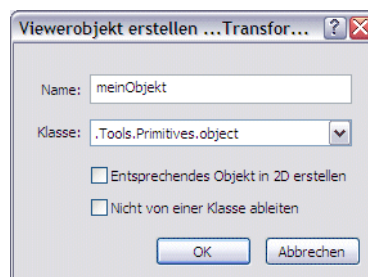 Viewerobjekt erstellen ...Transfor...
Name: meinObjekt
Klasse: .Tools.Primitives.object
Entsprechendes Objekt in 2D erstellen
Nicht von einer Klasse ableiten
OK Abbrechen